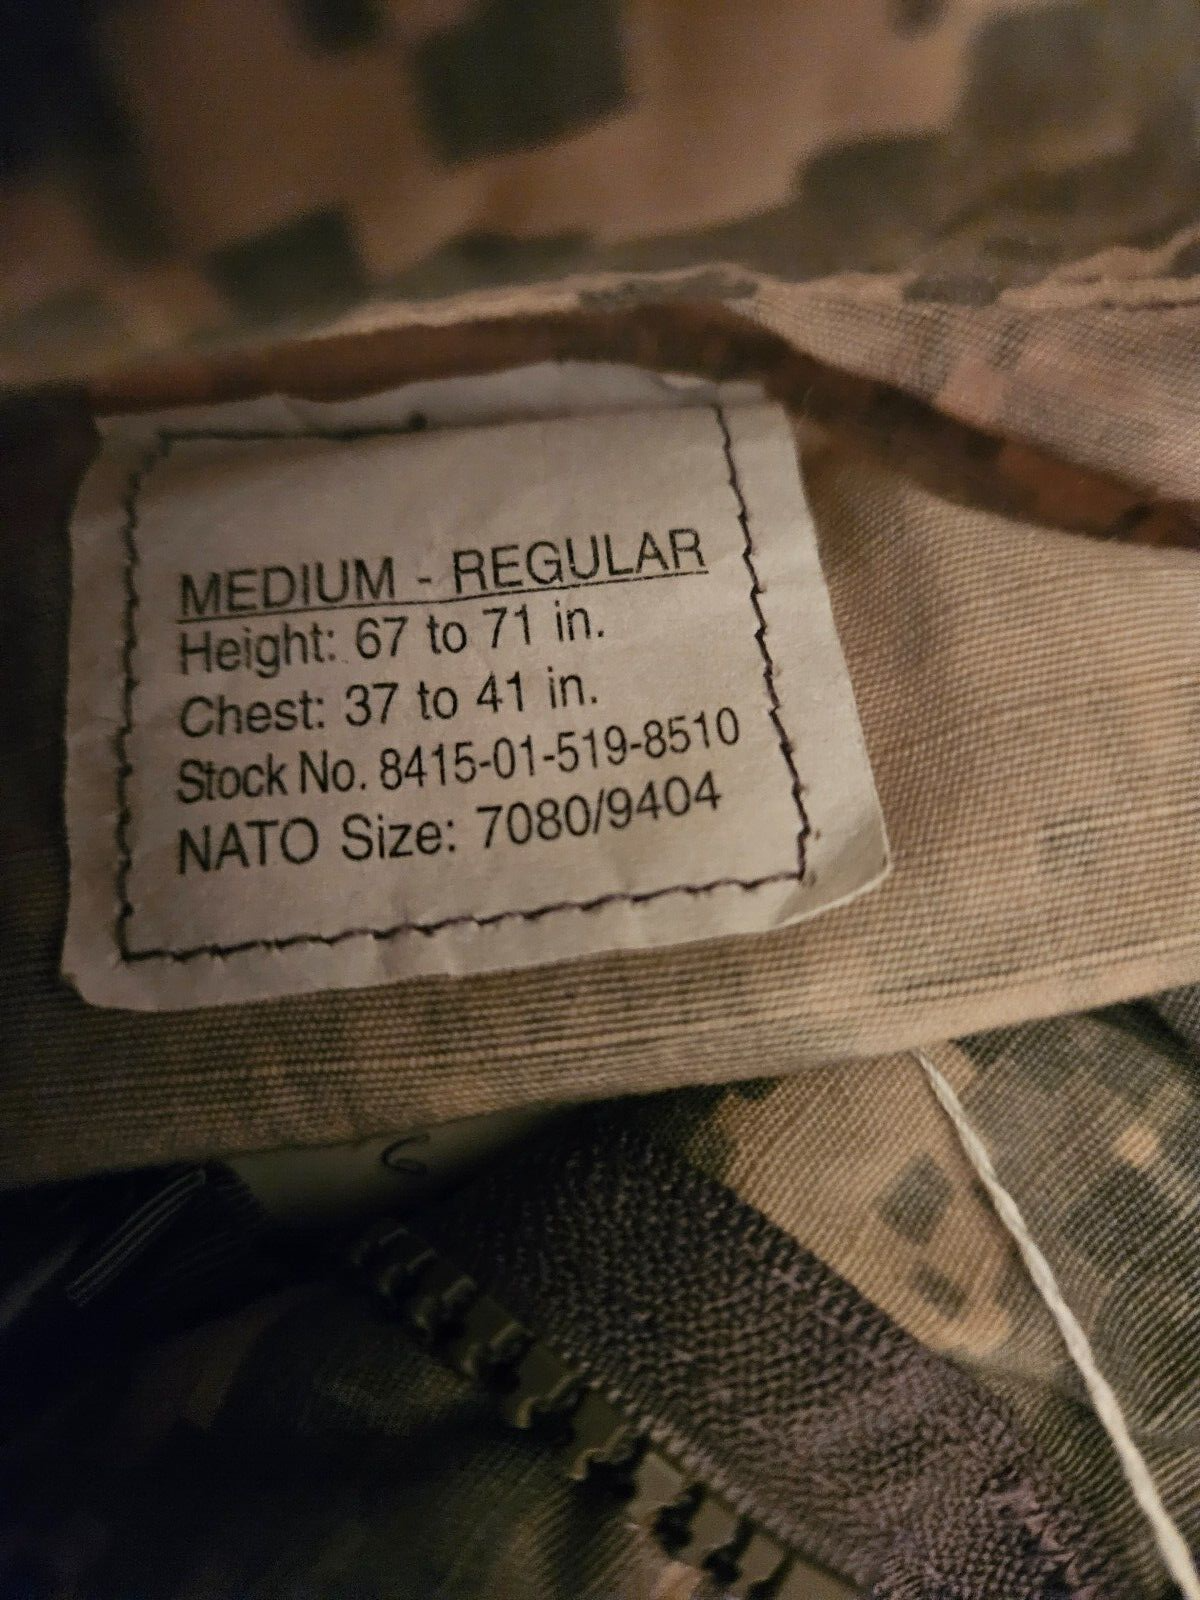 MEDIUM - REGULAR
Height: 67 to 71 in.
Chest: 37 to 41 in.
Stock No. 8415-01-519-8510
NATO Size: 7080/9404